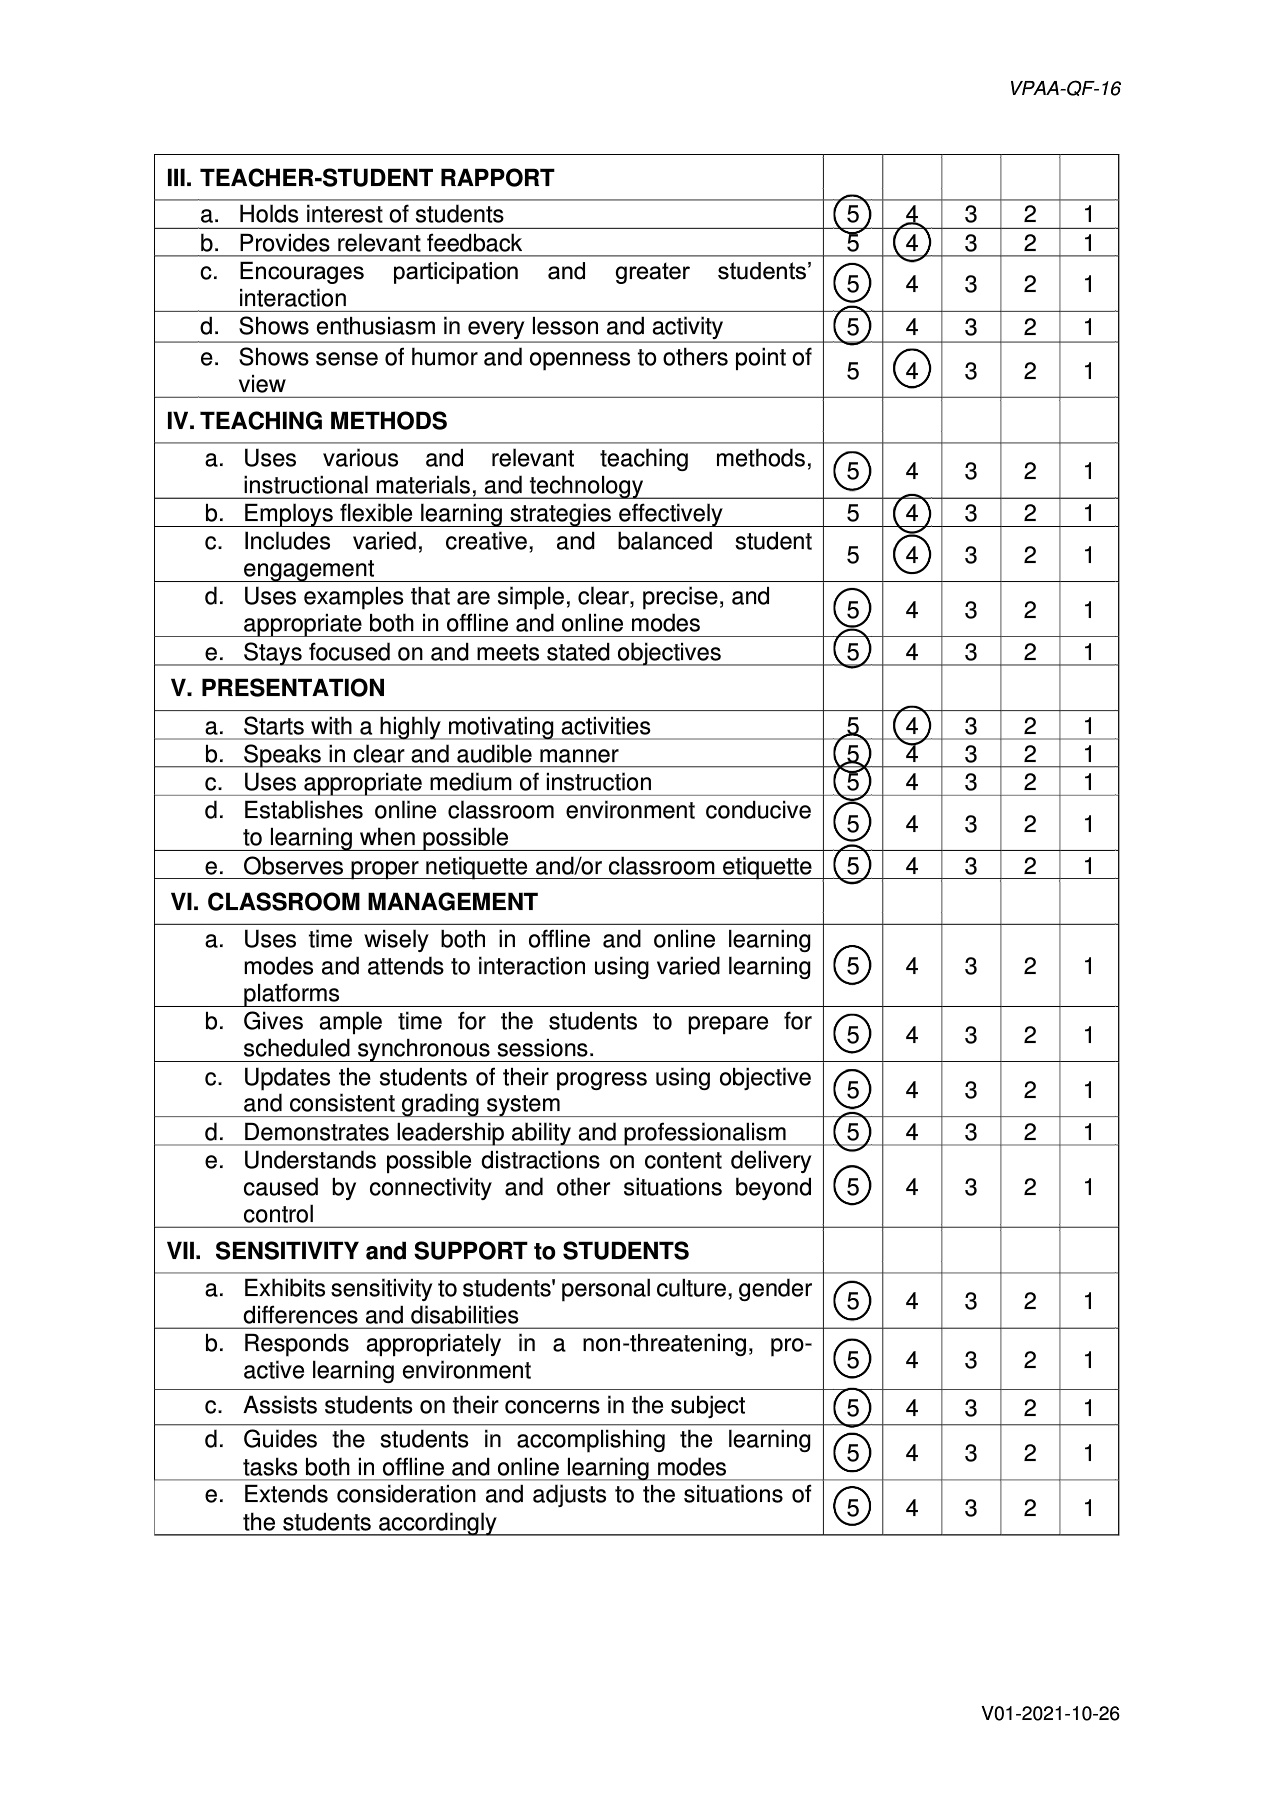 VPAA-QF-16
III. TEACHER-STUDENT RAPPORT
a. Holds interest of students 5 4 3 2 1
b. Provides relevant feedback 5 4 3 2 1
c. Encourages participation and greater students’
interaction 5 4 3 2 1
d. Shows enthusiasm in every lesson and activity 5 4 3 2 1
e. Shows sense of humor and openness to others point of
view 5 4 3 2 1
IV. TEACHING METHODS
a. Uses various and relevant teaching methods,
instructional materials, and technology 5 4 3 2 1
b. Employs flexible learning strategies effectively 5 4 3 2 1
c. Includes varied, creative, and balanced student
engagement 5 4 3 2 1
d. Uses examples that are simple, clear, precise, and
appropriate both in offline and online modes 5 4 3 2 1
e. Stays focused on and meets stated objectives 5 4 3 2 1
V. PRESENTATION
a. Starts with a highly motivating activities 5 4 3 2 1
b. Speaks in clear and audible manner 5 4 3 2 1
c. Uses appropriate medium of instruction 5 4 3 2 1
d. Establishes online classroom environment conducive
to learning when possible 5 4 3 2 1
e. Observes proper netiquette and/or classroom etiquette 5 4 3 2 1
VI. CLASSROOM MANAGEMENT
a. Uses time wisely both in offline and online learning
modes and attends to interaction using varied learning 5 4 3 2 1
platforms
b. Gives ample time for the students to prepare for
scheduled synchronous sessions. 5 4 3 2 1
c. Updates the students of their progress using objective
and consistent grading system 5 4 3 2 1
d. Demonstrates leadership ability and professionalism 5 4 3 2 1
e. Understands possible distractions on content delivery
caused by connectivity and other situations beyond 5 4 3 2 1
control
VII. SENSITIVITY and SUPPORT to STUDENTS
a. Exhibits sensitivity to students' personal culture, gender
differences and disabilities 5 4 3 2 1
b. Responds appropriately in a non-threatening, pro-
active learning environment 5 4 3 2 1
c. Assists students on their concerns in the subject 5 4 3 2 1
d. Guides the students in accomplishing the learning
tasks both in offline and online learning modes 5 4 3 2 1
e. Extends consideration and adjusts to the situations of
the students accordingly 5 4 3 2 1
V01-2021-10-26